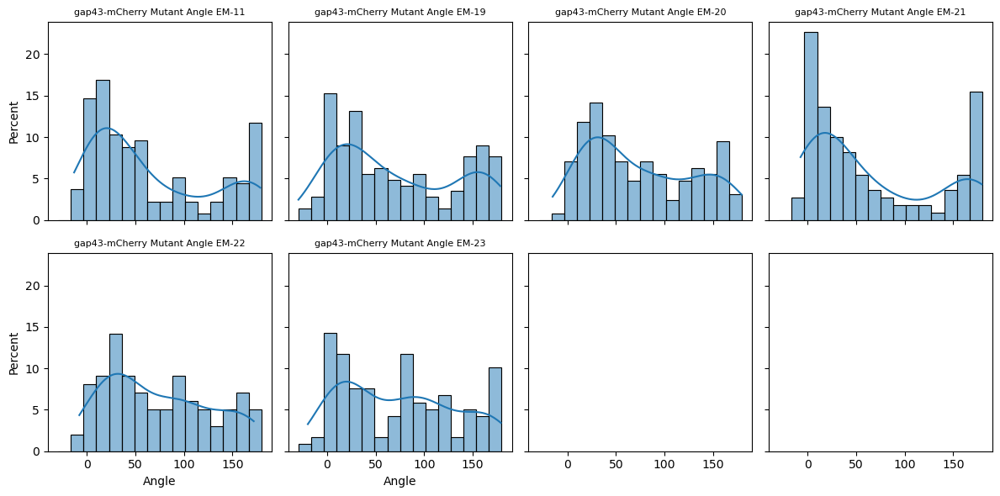 gap43-mCherry Mutant Angle EM-11
gap43-mCherry Mutant Angle EM-19
gap43-mCherry Mutant Angle EM-20
gap43-mCherry Mutant Angle EM-21
20
15
10
5
0
Percent
0 50 100 150
0 50 100 150
gap43-mCherry Mutant Angle EM-22
gap43-mCherry Mutant Angle EM-23
20
15
10
5
0
Percent
0 50 100 150
0 50 100 150
Angle
Angle